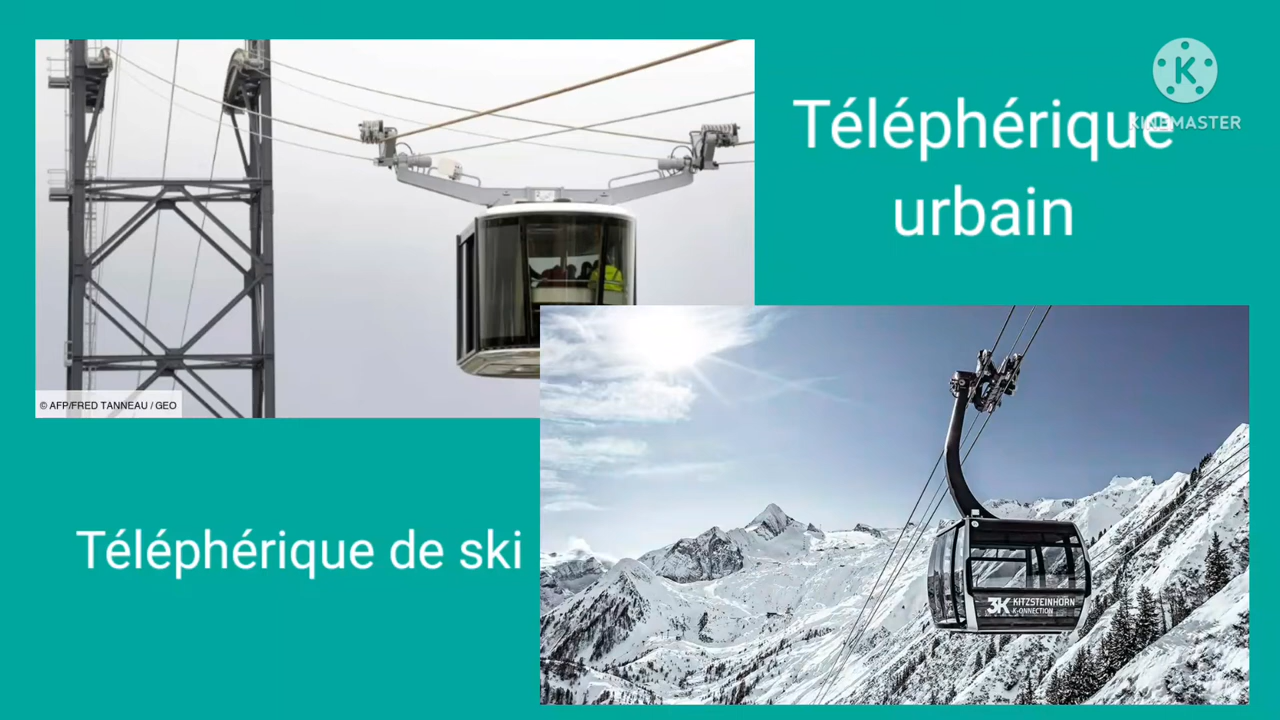 Téléphérique
urbain
KINEMASTER
© AFP/FRED TANNEAU / GEO
Téléphérique de ski
3K KITZSTEINHORN
K-ONNECTION